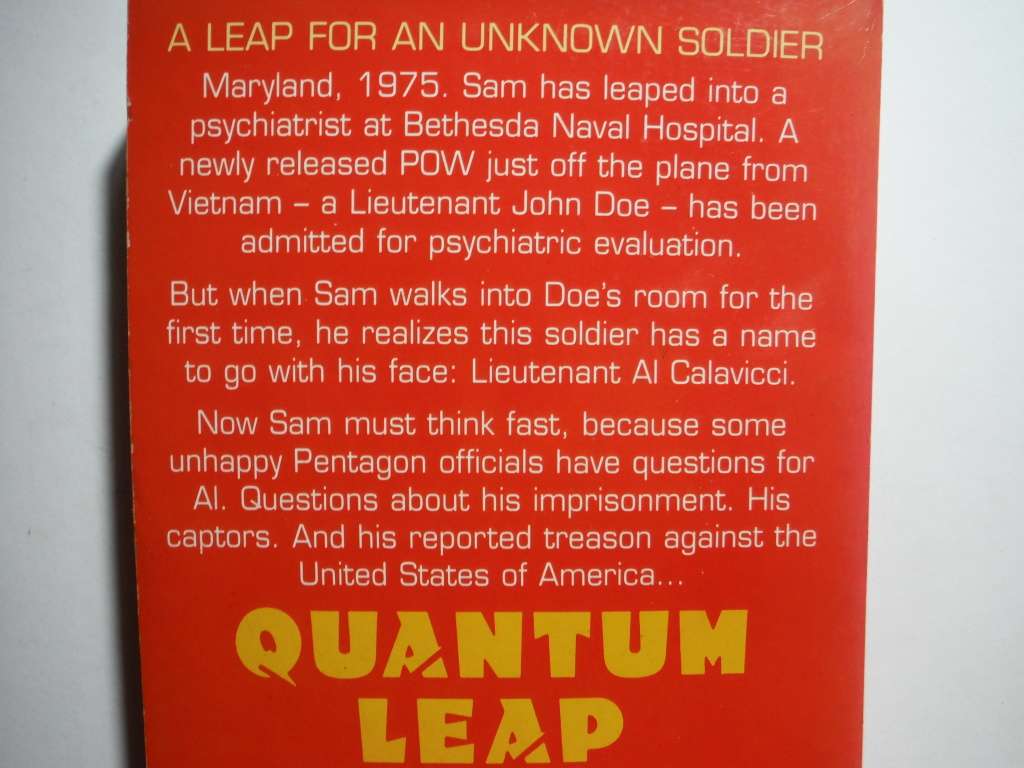 A LEAP FOR AN UNKNOWN SOLDIER
Maryland, 1975. Sam has leaped into a
psychiatrist at Bethesda Naval Hospital. A
newly released POW just off the plane from
Vietnam – a Lieutenant John Doe – has been
admitted for psychiatric evaluation.
But when Sam walks into Doe's room for the
first time, he realizes this soldier has a name
to go with his face: Lieutenant Al Calavicci.
Now Sam must think fast, because some
unhappy Pentagon officials have questions for
Al. Questions about his imprisonment. His
captors. And his reported treason against the
United States of America...
QUANTUM
LEAP